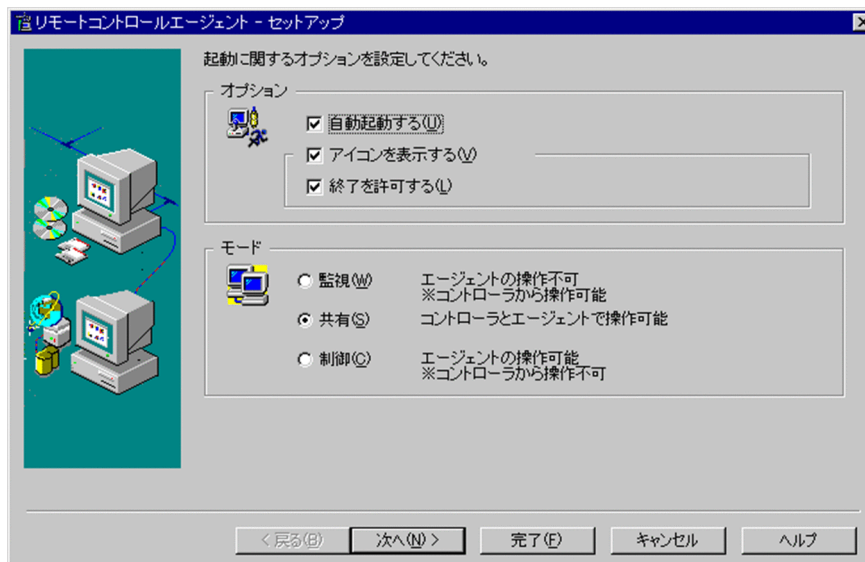 リモートコントロールエージェント - セットアップ
起動に関するオプションを設定してください。
オプション
自動起動する(U)
アイコンを表示する(V)
終了を許可する(L)
モード
監視(W) エージェントの操作不可
※コントローラから操作可能
共有(S) コントローラとエージェントで操作可能
制御(C) エージェントの操作可能
※コントローラから操作不可
< 戻る(B) 次へ(N) > 完了(F) キャンセル ヘルプ